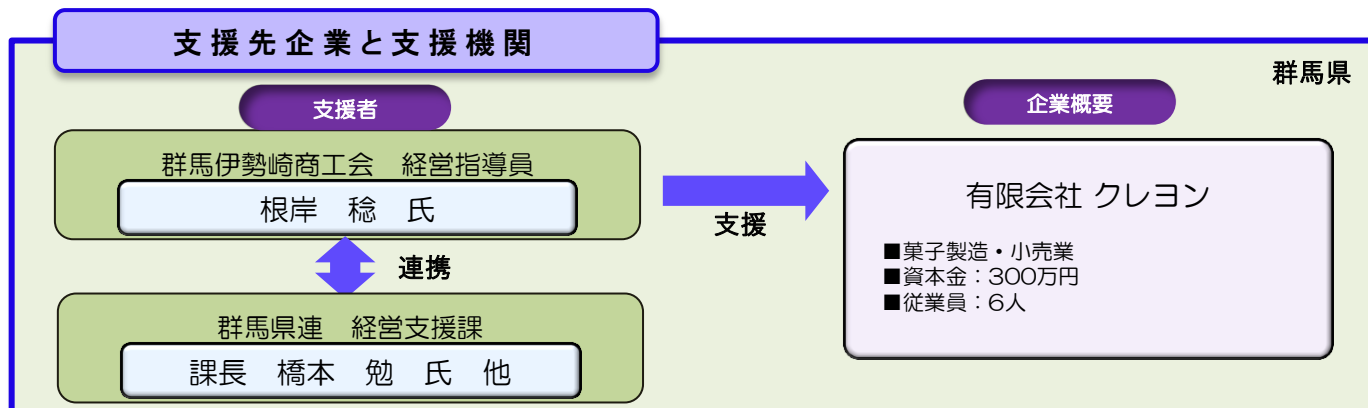 支援先企業と支援機関
群馬県
支援者
群馬伊勢崎商工会　経営指導員
根岸　稔　氏
連携
群馬県連　経営支援課
課長　橋本　勉　氏　他
支援
企業概要
有限会社 クレヨン
■菓子製造・小売業
■資本金：300万円
■従業員：6人